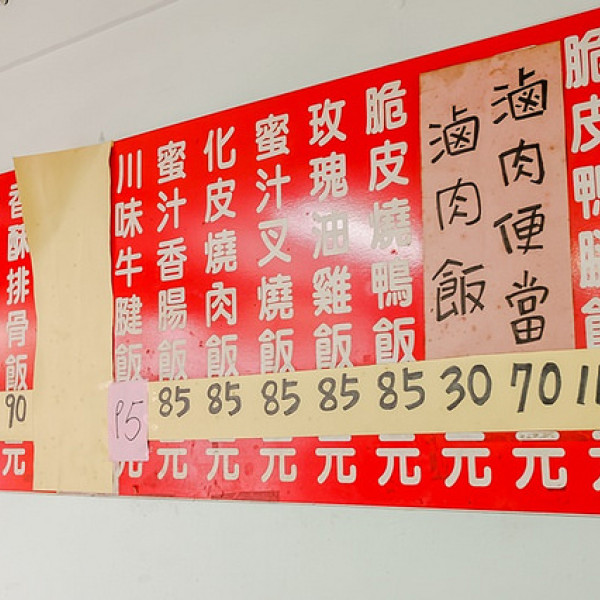 脆皮鴨腿飯
滷肉便當 70 元
滷肉飯 30 元
脆皮燒鴨飯 85 元
玫瑰油雞飯 85 元
蜜汁叉燒飯 85 元
化皮燒肉飯 85 元
蜜汁香腸飯 85 元
川味牛腱飯 95 元
香酥排骨飯 90 元